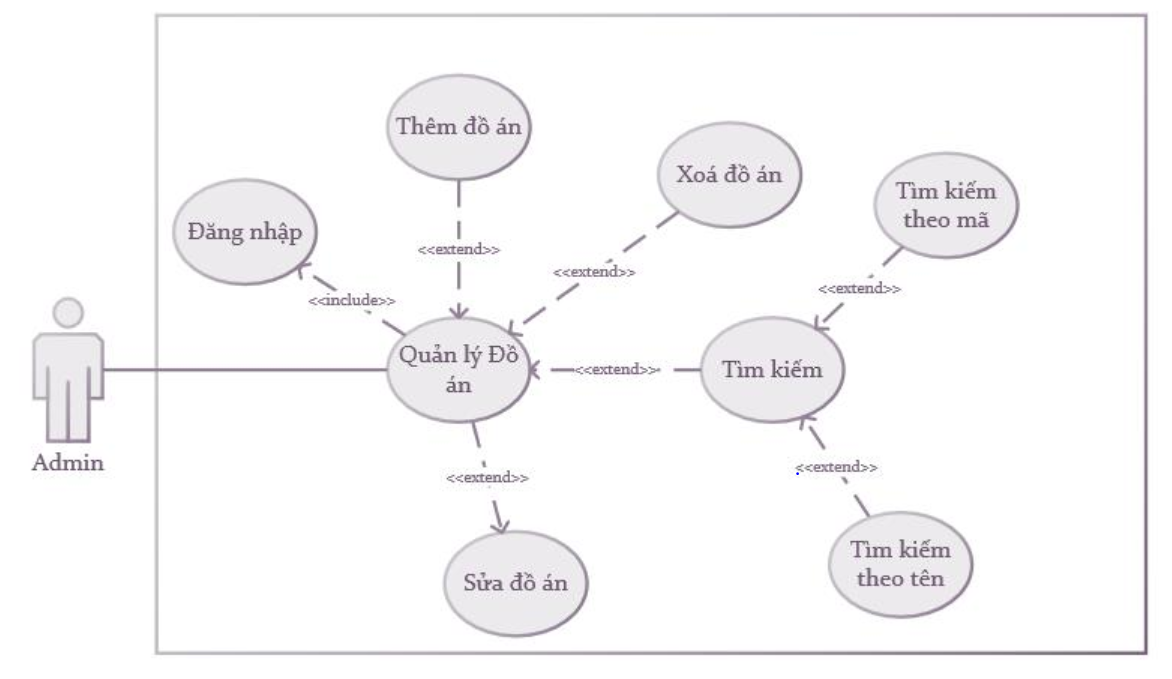 Thêm đồ án
Xoá đồ án
Tìm kiếm
theo mã
Đăng nhập
<<extend>>
<<extend>>
<<extend>>
<<include>>
Quản lý Đồ
án
<<extend>>
Tìm kiếm
Admin
<<extend>>
<<extend>>
Tìm kiếm
theo tên
Sửa đồ án